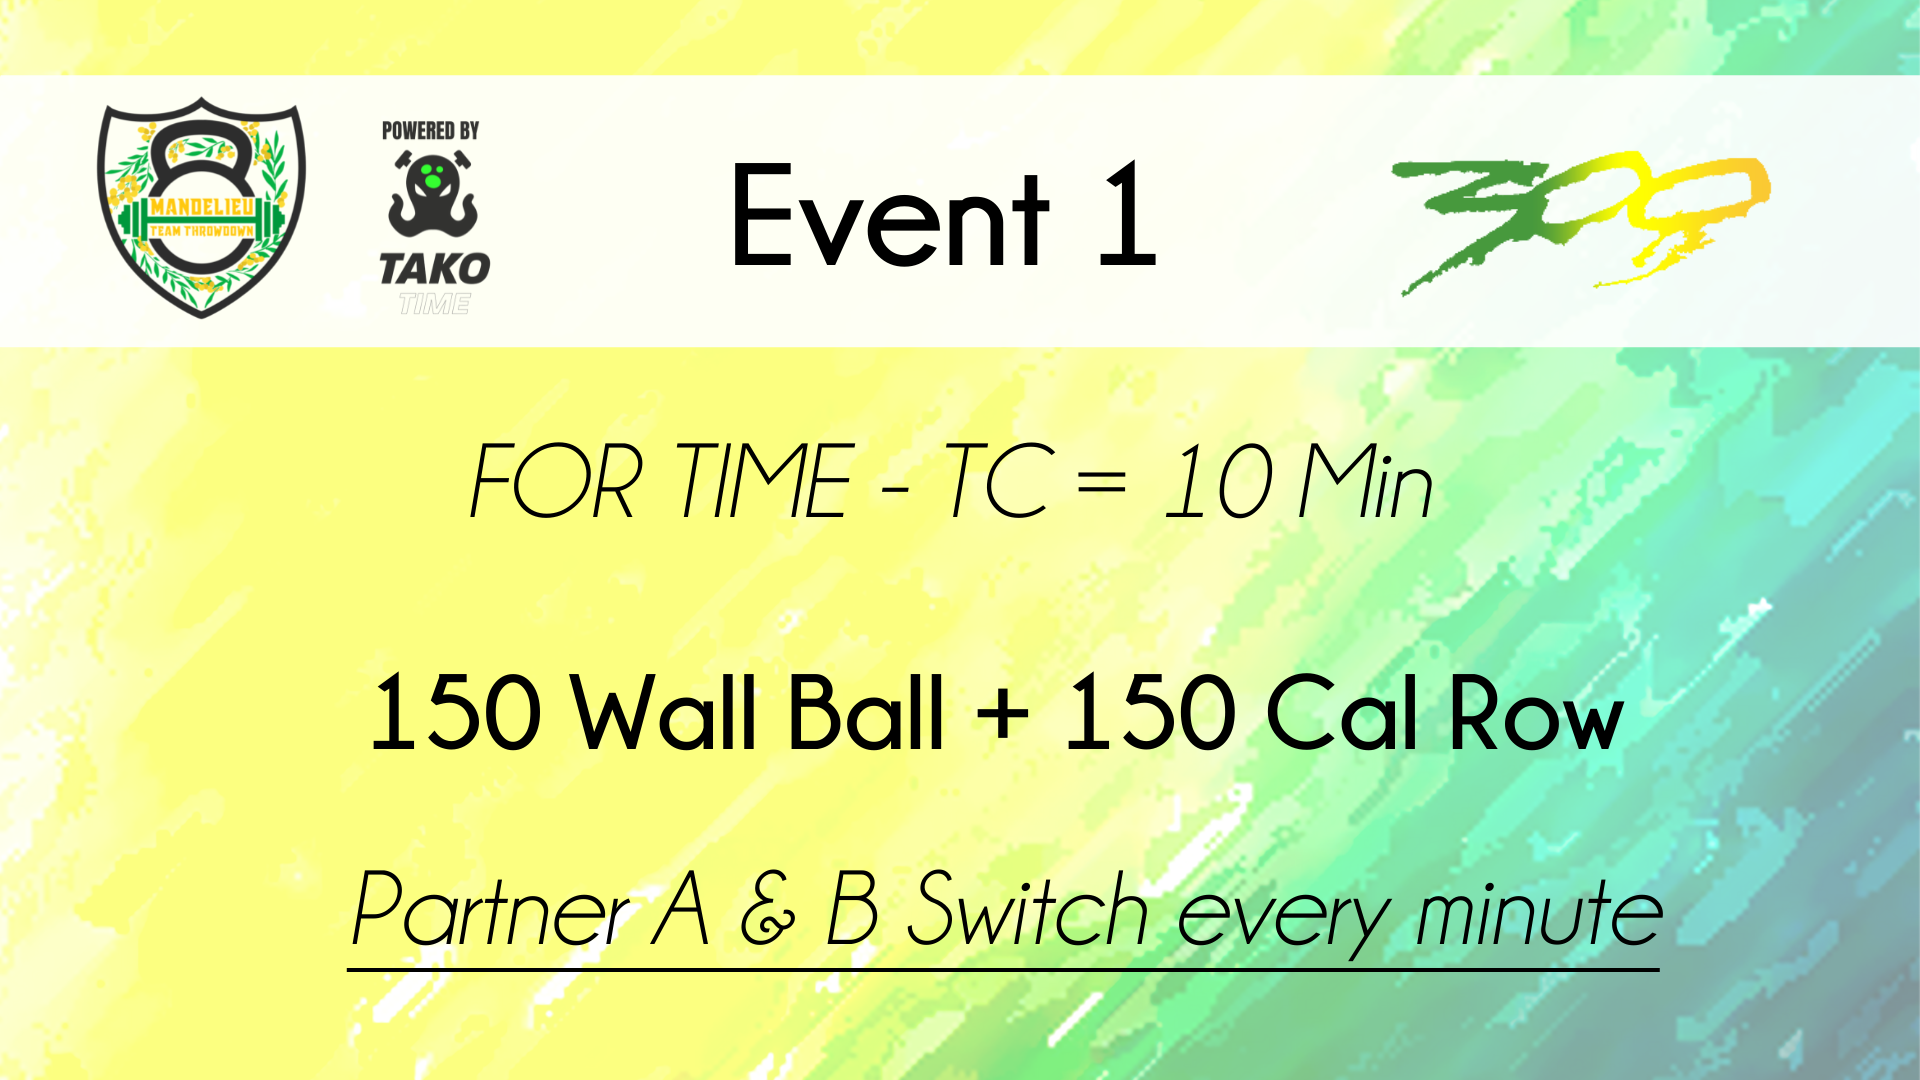 MANDELIEU
TEAM THROWDOWN
POWERED BY
TAKO
TIME
Event 1
300
FOR TIME - TC = 10 Min
150 Wall Ball + 150 Cal Row
Partner A & B Switch every minute